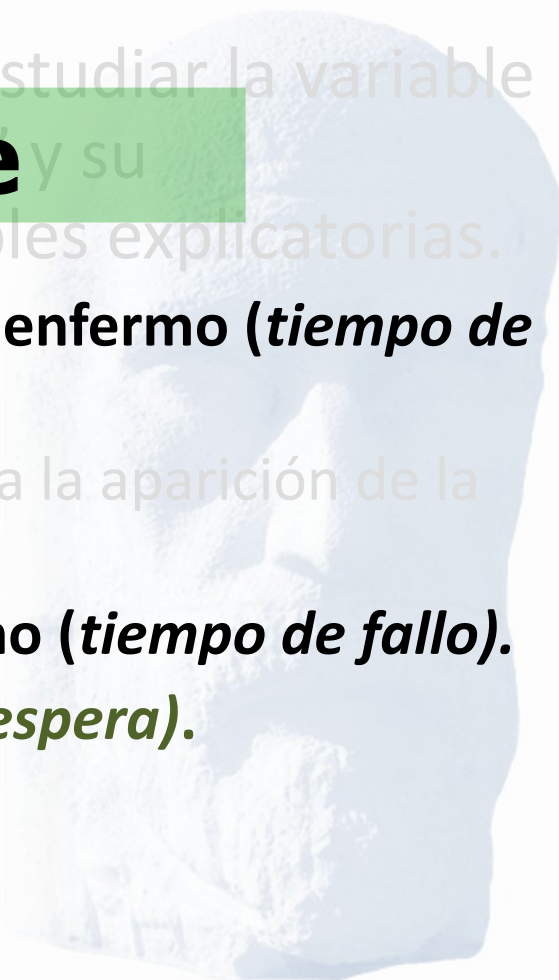 studiar la variable
e y su
les explicatorias.
enfermo (tiempo de
a la aparición de la
no (tiempo de fallo).
espera).